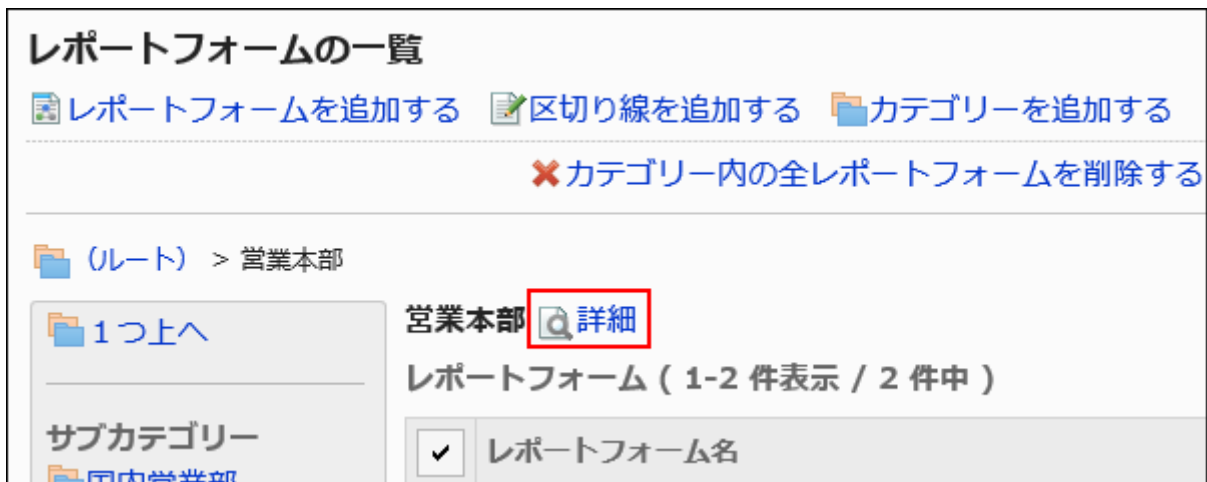 レポートフォームの一覧
レポートフォームを追加する 区切り線を追加する カテゴリーを追加する
カテゴリー内の全レポートフォームを削除する
（ルート） > 営業本部
1つ上へ
サブカテゴリー
国内営業部
営業本部 詳細
レポートフォーム ( 1-2 件表示 / 2 件中 )
レポートフォーム名